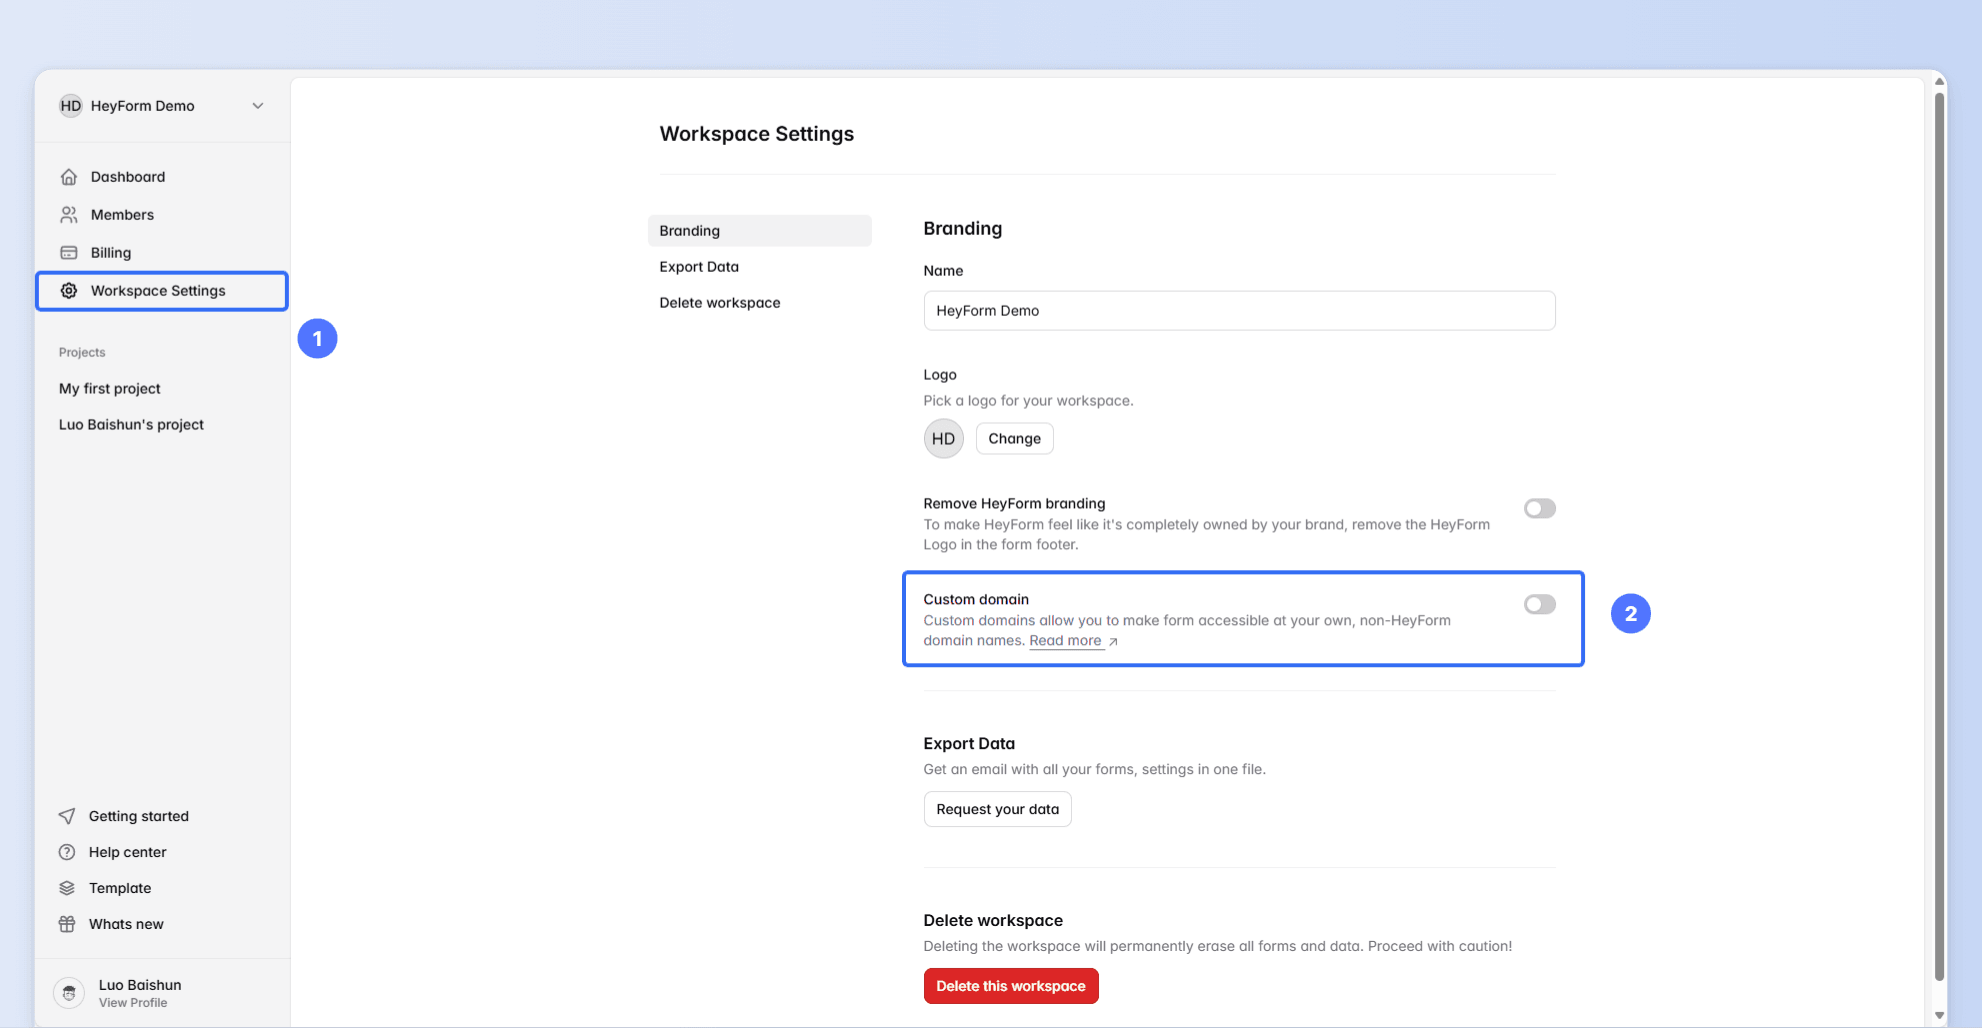 HD HeyForm Demo
Dashboard
Members
Billing
Workspace Settings
1
Projects
My first project
Luo Baishun's project
Getting started
Help center
Template
Whats new
Luo Baishun
View Profile
Workspace Settings
Branding
Export Data
Delete workspace
Branding
Name
HeyForm Demo
Logo
Pick a logo for your workspace.
HD Change
Remove HeyForm branding
To make HeyForm feel like it's completely owned by your brand, remove the HeyForm
Logo in the form footer.
Custom domain
Custom domains allow you to make form accessible at your own, non-HeyForm
domain names. Read more ↗
2
Export Data
Get an email with all your forms, settings in one file.
Request your data
Delete workspace
Deleting the workspace will permanently erase all forms and data. Proceed with caution!
Delete this workspace